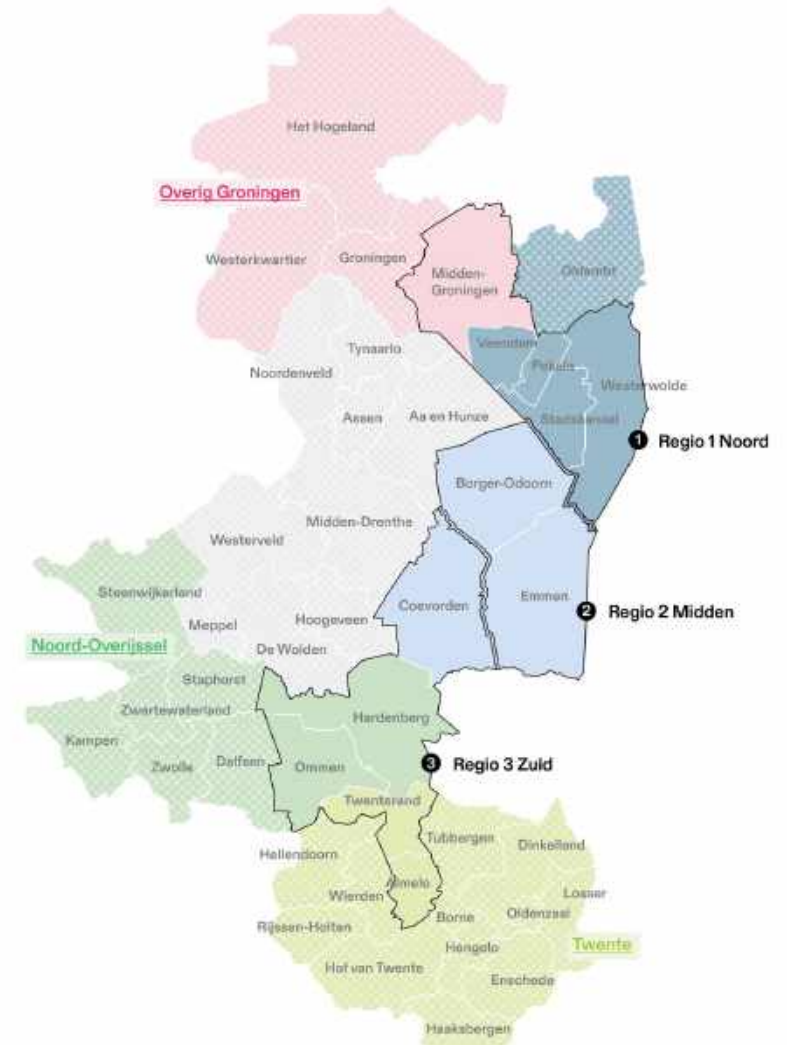 Het Hogeland
Overig Groningen
Westerkwartier
Groningen
Midden-
Groningen
Oldambt
Veendam
Pekela
Westerwolde
Stadskanaal
1 Regio 1 Noord
Tynaarlo
Noordenveld
Assen
Aa en Hunze
Borger-Odoorn
Midden-Drenthe
Westerveld
Steenwijkerland
Coevorden
Emmen
2 Regio 2 Midden
Meppel
Hoogeveen
De Wolden
Noord-Overijssel
Staphorst
Zwartewaterland
Kampen
Zwolle
Dalfsen
Hardenberg
Ommen
3 Regio 3 Zuid
Twenterand
Tubbergen
Dinkelland
Hellendoorn
Almelo
Wierden
Losser
Rijssen-Holten
Borne
Oldenzaal
Hengelo
Twente
Hof van Twente
Enschede
Haaksbergen